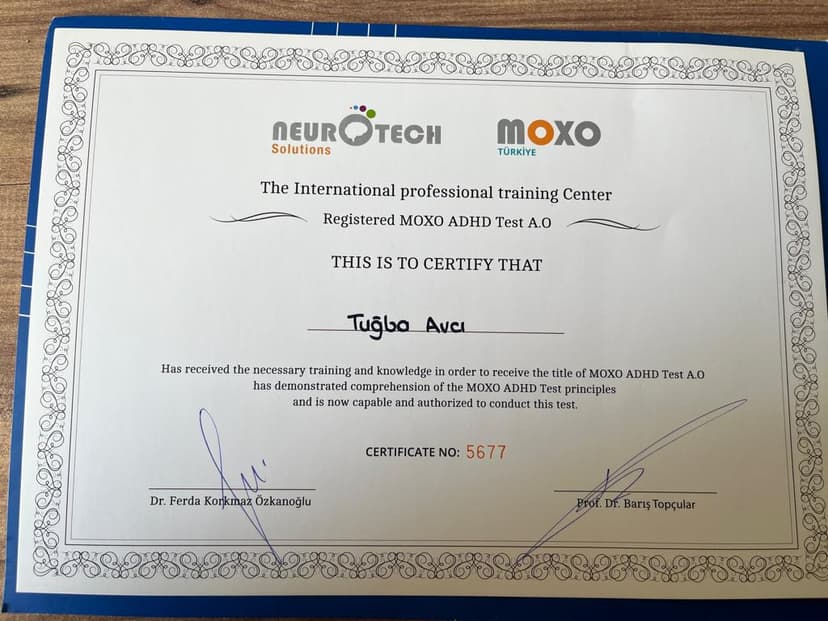 NEUROTECH
Solutions
MOXO
TÜRKİYE
The International professional training Center
Registered MOXO ADHD Test A.O
THIS IS TO CERTIFY THAT
Tuğba Avcı
Has received the necessary training and knowledge in order to receive the title of MOXO ADHD Test A.O
has demonstrated comprehension of the MOXO ADHD Test principles
and is now capable and authorized to conduct this test.
CERTIFICATE NO: 5677
Dr. Ferda Korkmaz Özkanoğlu
Prof. Dr. Barış Topçular